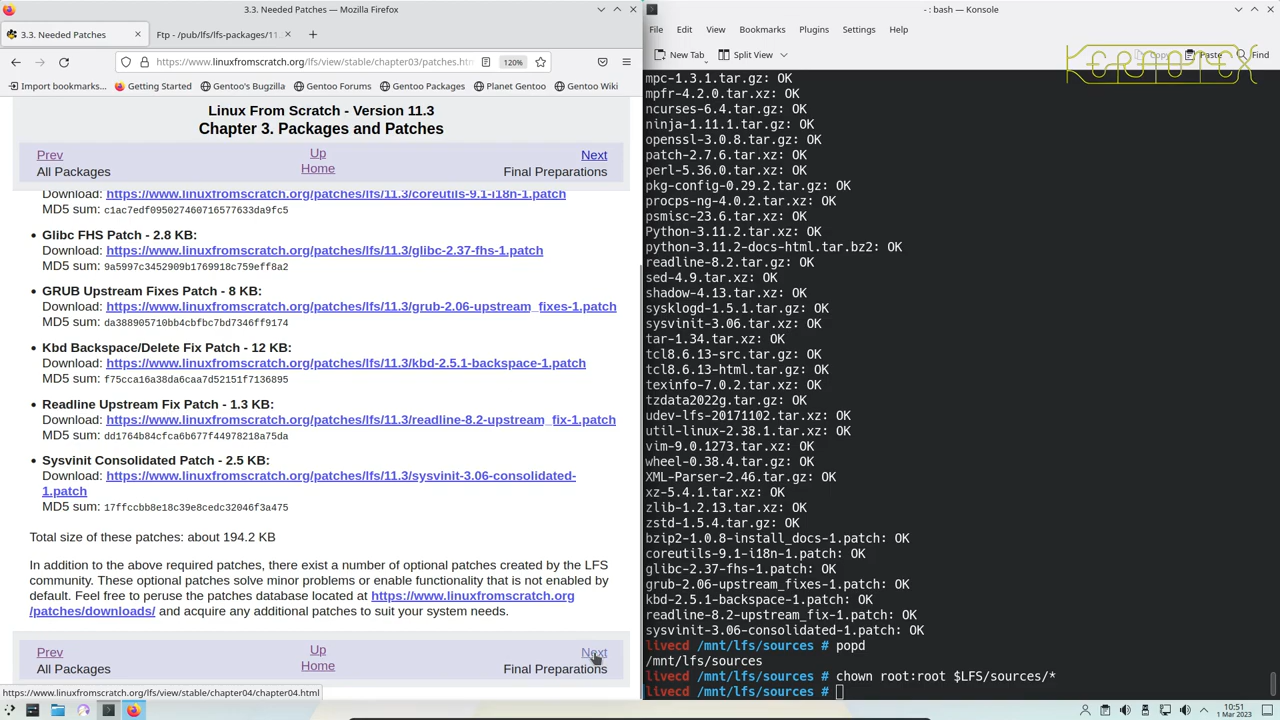 3.3. Needed Patches — Mozilla Firefox
3.3. Needed Patches
Ftp - /pub/lfs/lfs-packages/11.
https://www.linuxfromscratch.org/lfs/view/stable/chapter03/patches.htm
120%
Import bookmarks...
Getting Started
Gentoo's Bugzilla
Gentoo Forums
Gentoo Packages
Planet Gentoo
Gentoo Wiki
Linux From Scratch - Version 11.3
Chapter 3. Packages and Patches
Prev
Up
Next
All Packages
Home
Final Preparations
Download: https://www.linuxfromscratch.org/patches/lfs/11.3/coreutils-9.1-i18n-1.patch
MD5 sum: c1ac7edf095027460716577633da9fc5
• Glibc FHS Patch - 2.8 KB:
Download: https://www.linuxfromscratch.org/patches/lfs/11.3/glibc-2.37-fhs-1.patch
MD5 sum: 9a5997c3452909b1769918c759eff8a2
• GRUB Upstream Fixes Patch - 8 KB:
Download: https://www.linuxfromscratch.org/patches/lfs/11.3/grub-2.06-upstream_fixes-1.patch
MD5 sum: da388905710bb4cbfbc7bd7346ff9174
• Kbd Backspace/Delete Fix Patch - 12 KB:
Download: https://www.linuxfromscratch.org/patches/lfs/11.3/kbd-2.5.1-backspace-1.patch
MD5 sum: f75cca16a38da6caa7d52151f7136895
• Readline Upstream Fix Patch - 1.3 KB:
Download: https://www.linuxfromscratch.org/patches/lfs/11.3/readline-8.2-upstream_fix-1.patch
MD5 sum: dd1764b84cfca6b677f44978218a75da
• Sysvinit Consolidated Patch - 2.5 KB:
Download: https://www.linuxfromscratch.org/patches/lfs/11.3/sysvinit-3.06-consolidated-
1.patch
MD5 sum: 17ffccbb8e18c39e8cedc32046f3a475
Total size of these patches: about 194.2 KB
In addition to the above required patches, there exist a number of optional patches created by the LFS
community. These optional patches solve minor problems or enable functionality that is not enabled by
default. Feel free to peruse the patches database located at https://www.linuxfromscratch.org
/patches/downloads/ and acquire any additional patches to suit your system needs.
Prev
Up
Next
All Packages
Home
Final Preparations
https://www.linuxfromscratch.org/lfs/view/stable/chapter04/chapter04.html
- : bash — Konsole
File Edit View Bookmarks Plugins Settings Help
New Tab
Split View
Copy
Paste
Find
KERNOTEX
mpc-1.3.1.tar.gz: OK
mpfr-4.2.0.tar.xz: OK
ncurses-6.4.tar.gz: OK
ninja-1.11.1.tar.gz: OK
openssl-3.0.8.tar.gz: OK
patch-2.7.6.tar.xz: OK
perl-5.36.0.tar.xz: OK
pkg-config-0.29.2.tar.gz: OK
procps-ng-4.0.2.tar.xz: OK
psmisc-23.6.tar.xz: OK
Python-3.11.2.tar.xz: OK
python-3.11.2-docs-html.tar.bz2: OK
readline-8.2.tar.gz: OK
sed-4.9.tar.xz: OK
shadow-4.13.tar.xz: OK
sysklogd-1.5.1.tar.gz: OK
sysvinit-3.06.tar.xz: OK
tar-1.34.tar.xz: OK
tcl8.6.13-src.tar.gz: OK
tcl8.6.13-html.tar.gz: OK
texinfo-7.0.2.tar.xz: OK
tzdata2022g.tar.gz: OK
udev-lfs-20171102.tar.xz: OK
util-linux-2.38.1.tar.xz: OK
vim-9.0.1273.tar.xz: OK
wheel-0.38.4.tar.gz: OK
XML-Parser-2.46.tar.gz: OK
xz-5.4.1.tar.xz: OK
zlib-1.2.13.tar.xz: OK
zstd-1.5.4.tar.gz: OK
bzip2-1.0.8-install_docs-1.patch: OK
coreutils-9.1-i18n-1.patch: OK
glibc-2.37-fhs-1.patch: OK
grub-2.06-upstream_fixes-1.patch: OK
kbd-2.5.1-backspace-1.patch: OK
readline-8.2-upstream_fix-1.patch: OK
sysvinit-3.06-consolidated-1.patch: OK
livecd /mnt/lfs/sources # popd
/mnt/lfs/sources
livecd /mnt/lfs/sources # chown root:root $LFS/sources/*
livecd /mnt/lfs/sources #
10:51
1 Mar 2023